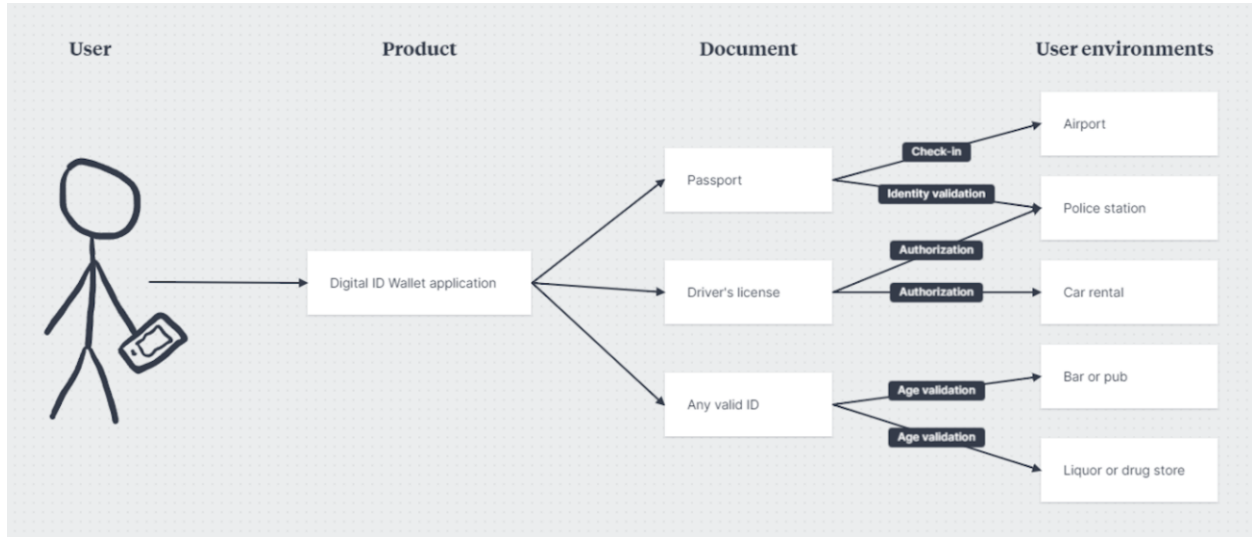 User
Product
Document
User environments
Airport
Check-in
Passport
Identity validation
Police station
Authorization
Digital ID Wallet application
Driver's license
Authorization
Car rental
Bar or pub
Age validation
Any valid ID
Age validation
Liquor or drug store